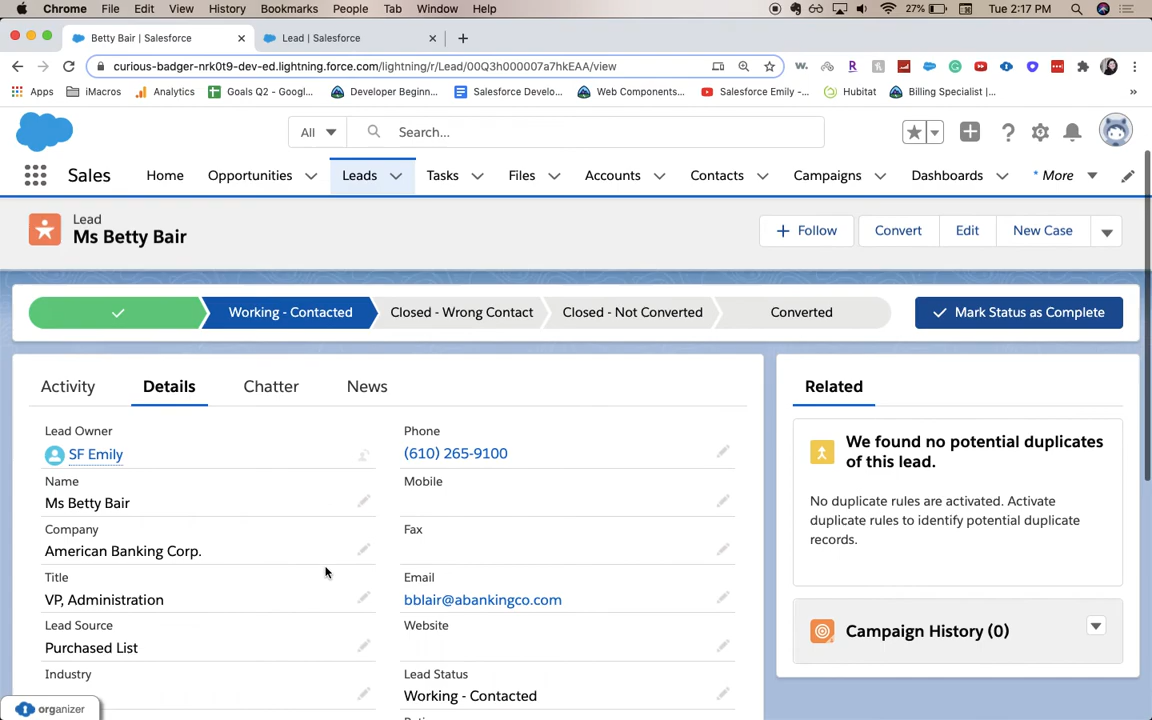 Chrome File Edit View History Bookmarks People Tab Window Help 27% Tue 2:17 PM
Betty Bair | Salesforce Lead | Salesforce
curious-badger-nrk0t9-dev-ed.lightning.force.com/lightning/r/Lead/00Q3h000007a7hkEAA/view
Apps iMacros Analytics Goals Q2 - Googl... Developer Beginn... Salesforce Develo... Web Components... Salesforce Emily -... Hubitat Billing Specialist |...
All Search...
Sales Home Opportunities Leads Tasks Files Accounts Contacts Campaigns Dashboards * More
Lead
Ms Betty Bair
+ Follow Convert Edit New Case
Working - Contacted Closed - Wrong Contact Closed - Not Converted Converted Mark Status as Complete
Activity Details Chatter News
Lead Owner
SF Emily
Name
Ms Betty Bair
Company
American Banking Corp.
Title
VP, Administration
Lead Source
Purchased List
Industry
Phone
(610) 265-9100
Mobile
Fax
Email
bblair@abankingco.com
Website
Lead Status
Working - Contacted
Related
We found no potential duplicates
of this lead.
No duplicate rules are activated. Activate
duplicate rules to identify potential duplicate
records.
Campaign History (0)
organizer